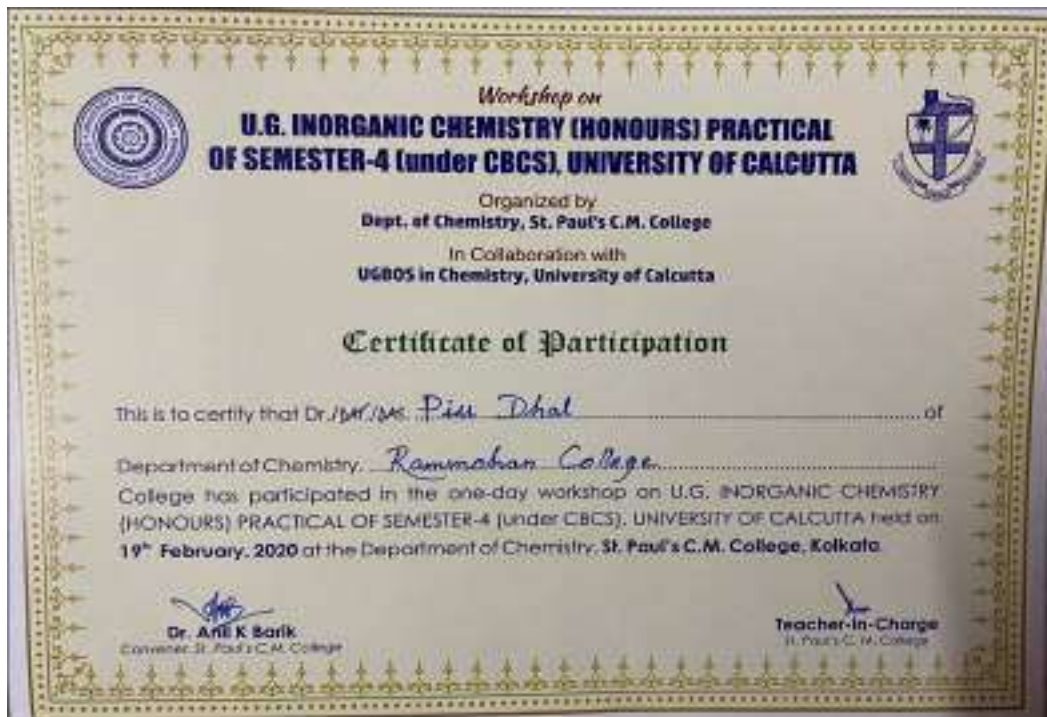 Workshop on
U.G. INORGANIC CHEMISTRY (HONOURS) PRACTICAL
OF SEMESTER-4 (under CBCS), UNIVERSITY OF CALCUTTA
Organized by
Dept. of Chemistry, St. Paul's C.M. College
In Collaboration with
UGBOS in Chemistry, University of Calcutta
Certificate of Participation
This is to certify that Dr./Mr./Ms. Dhal of
Department of Chemistry, Rammohan College
College has participated in the one-day workshop on U.G. INORGANIC CHEMISTRY
(HONOURS) PRACTICAL OF SEMESTER-4 (under CBCS), UNIVERSITY OF CALCUTTA held on
19th February, 2020 at the Department of Chemistry, St. Paul's C.M. College, Kolkata
Dr. Anil K Barik
Convener, St. Paul's C.M. College
Teacher-In-Charge
St. Paul's C. M. College